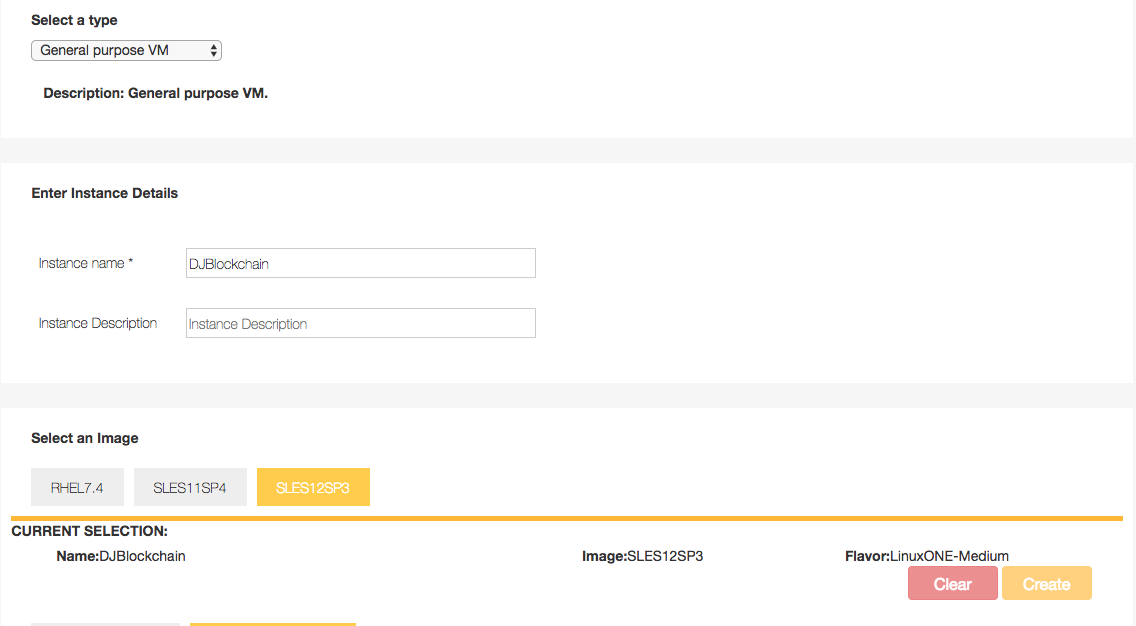 Select a type
General purpose VM
Description: General purpose VM.
Enter Instance Details
Instance name * DJBlockchain
Instance Description Instance Description
Select an Image
RHEL7.4 SLES11SP4 SLES12SP3
CURRENT SELECTION:
Name:DJBlockchain Image:SLES12SP3 Flavor:LinuxONE-Medium
Clear Create